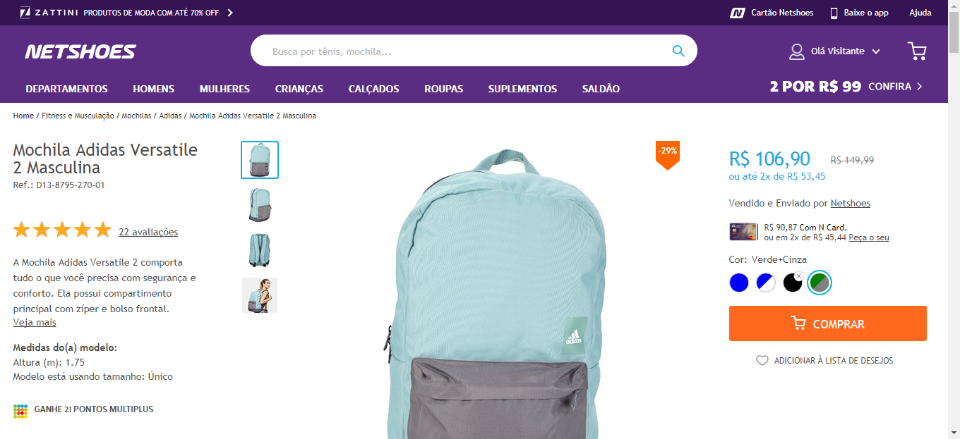 ZATTINI PRODUTOS DE MODA COM ATÉ 70% OFF
Cartão Netshoes Baixe o app Ajuda
NETSHOES
Busca por tênis, mochila...
Olá Visitante
DEPARTAMENTOS HOMENS MULHERES CRIANÇAS CALÇADOS ROUPAS SUPLEMENTOS SALDÃO
2 POR R$ 99 CONFIRA
Home / Fitness e Musculação / Mochilas / Adidas / Mochila Adidas Versatile 2 Masculina
Mochila Adidas Versatile
2 Masculina
Ref.: D13-8795-270-01
22 avaliações
A Mochila Adidas Versatile 2 comporta
tudo o que você precisa com segurança e
conforto. Ela possui compartimento
principal com zíper e bolso frontal.
Veja mais
Medidas do(a) modelo:
Altura (m): 1.75
Modelo está usando tamanho: Único
GANHE 21 PONTOS MULTIPLUS
-29%
adidas
R$ 106,90 R$ 149,99
ou até 2x de R$ 53,45
Vendido e Enviado por Netshoes
R$ 90,87 Com N Card.
ou em 2x de R$ 45,44 Peça o seu
Cor: Verde+Cinza
COMPRAR
ADICIONAR À LISTA DE DESEJOS